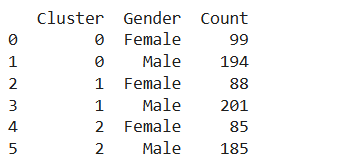 Cluster Gender Count
0 0 Female 99
1 0 Male 194
2 1 Female 88
3 1 Male 201
4 2 Female 85
5 2 Male 185